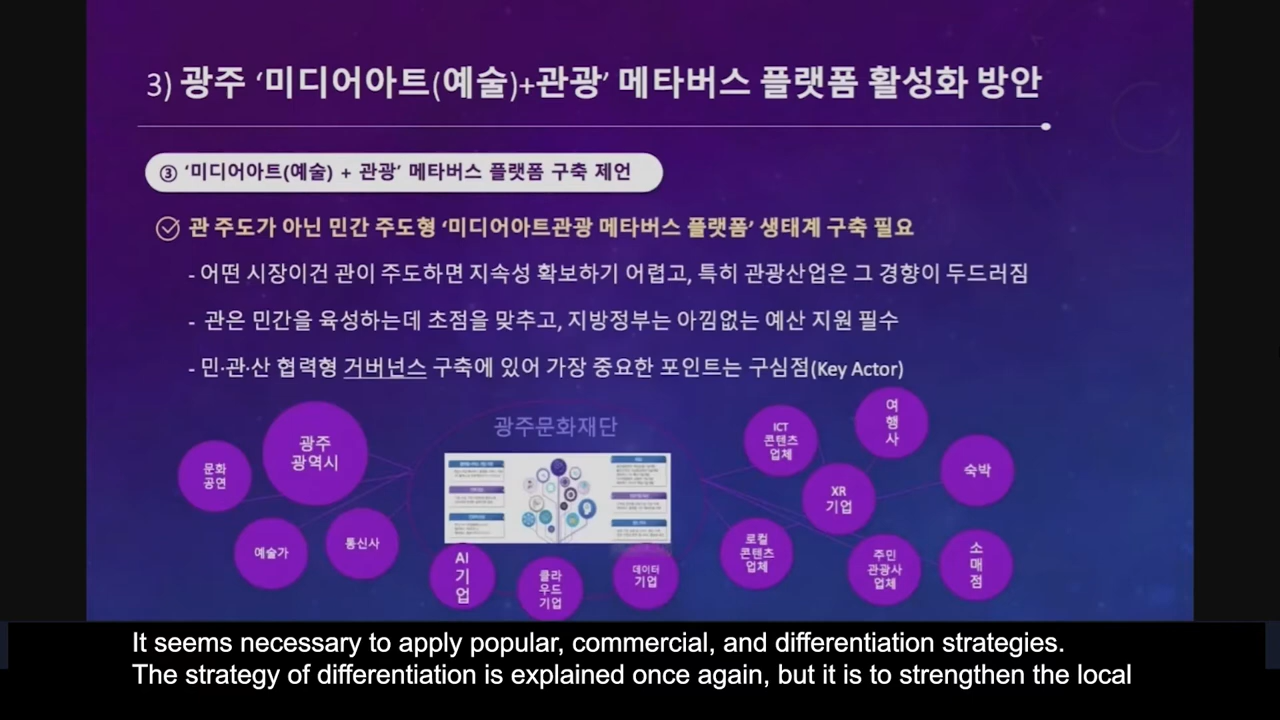 3) 광주 ‘미디어아트(예술)+관광’ 메타버스 플랫폼 활성화 방안
③ ‘미디어아트(예술) + 관광’ 메타버스 플랫폼 구축 제언
관 주도가 아닌 민간 주도형 ‘미디어아트관광 메타버스 플랫폼’ 생태계 구축 필요
- 어떤 시장이건 관이 주도하면 지속성 확보하기 어렵고, 특히 관광산업은 그 경향이 두드러짐
- 관은 민간을 육성하는데 초점을 맞추고, 지방정부는 아낌없는 예산 지원 필수
- 민·관·산 협력형 거버넌스 구축에 있어 가장 중요한 포인트는 구심점(Key Actor)
광주문화재단
문화
공연
광주
광역시
예술가
통신사
AI
기
업
클라
우드
기업
데이터
기업
ICT
콘텐츠
업체
여
행
사
XR
기업
숙박
로컬
콘텐츠
업체
주민
관광사
업체
소
매
점
It seems necessary to apply popular, commercial, and differentiation strategies.
The strategy of differentiation is explained once again, but it is to strengthen the local